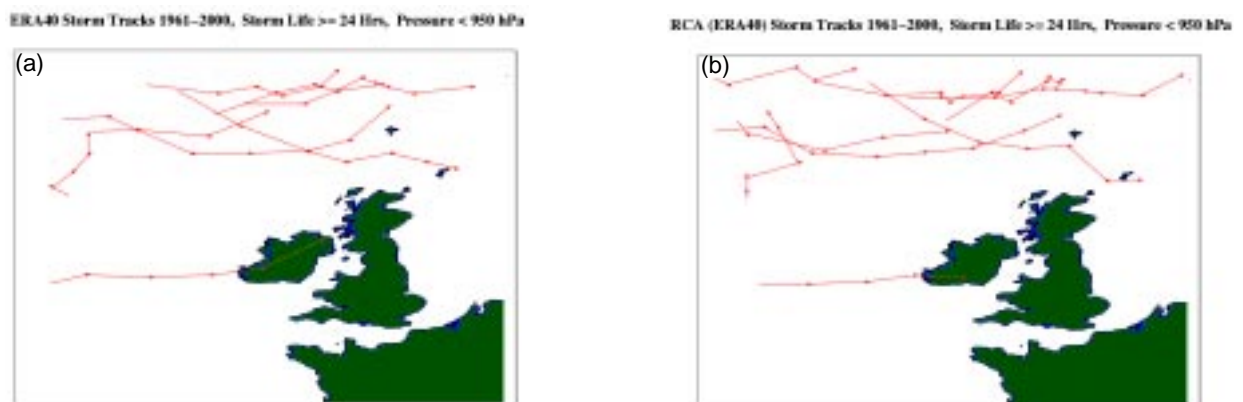 ERA40 Storm Tracks 1961-2000, Storm Life >= 24 Hrs, Pressure < 950 hPa
RCA (ERA40) Storm Tracks 1961-2000, Storm Life >= 24 Hrs, Pressure < 950 hPa
(a)
(b)